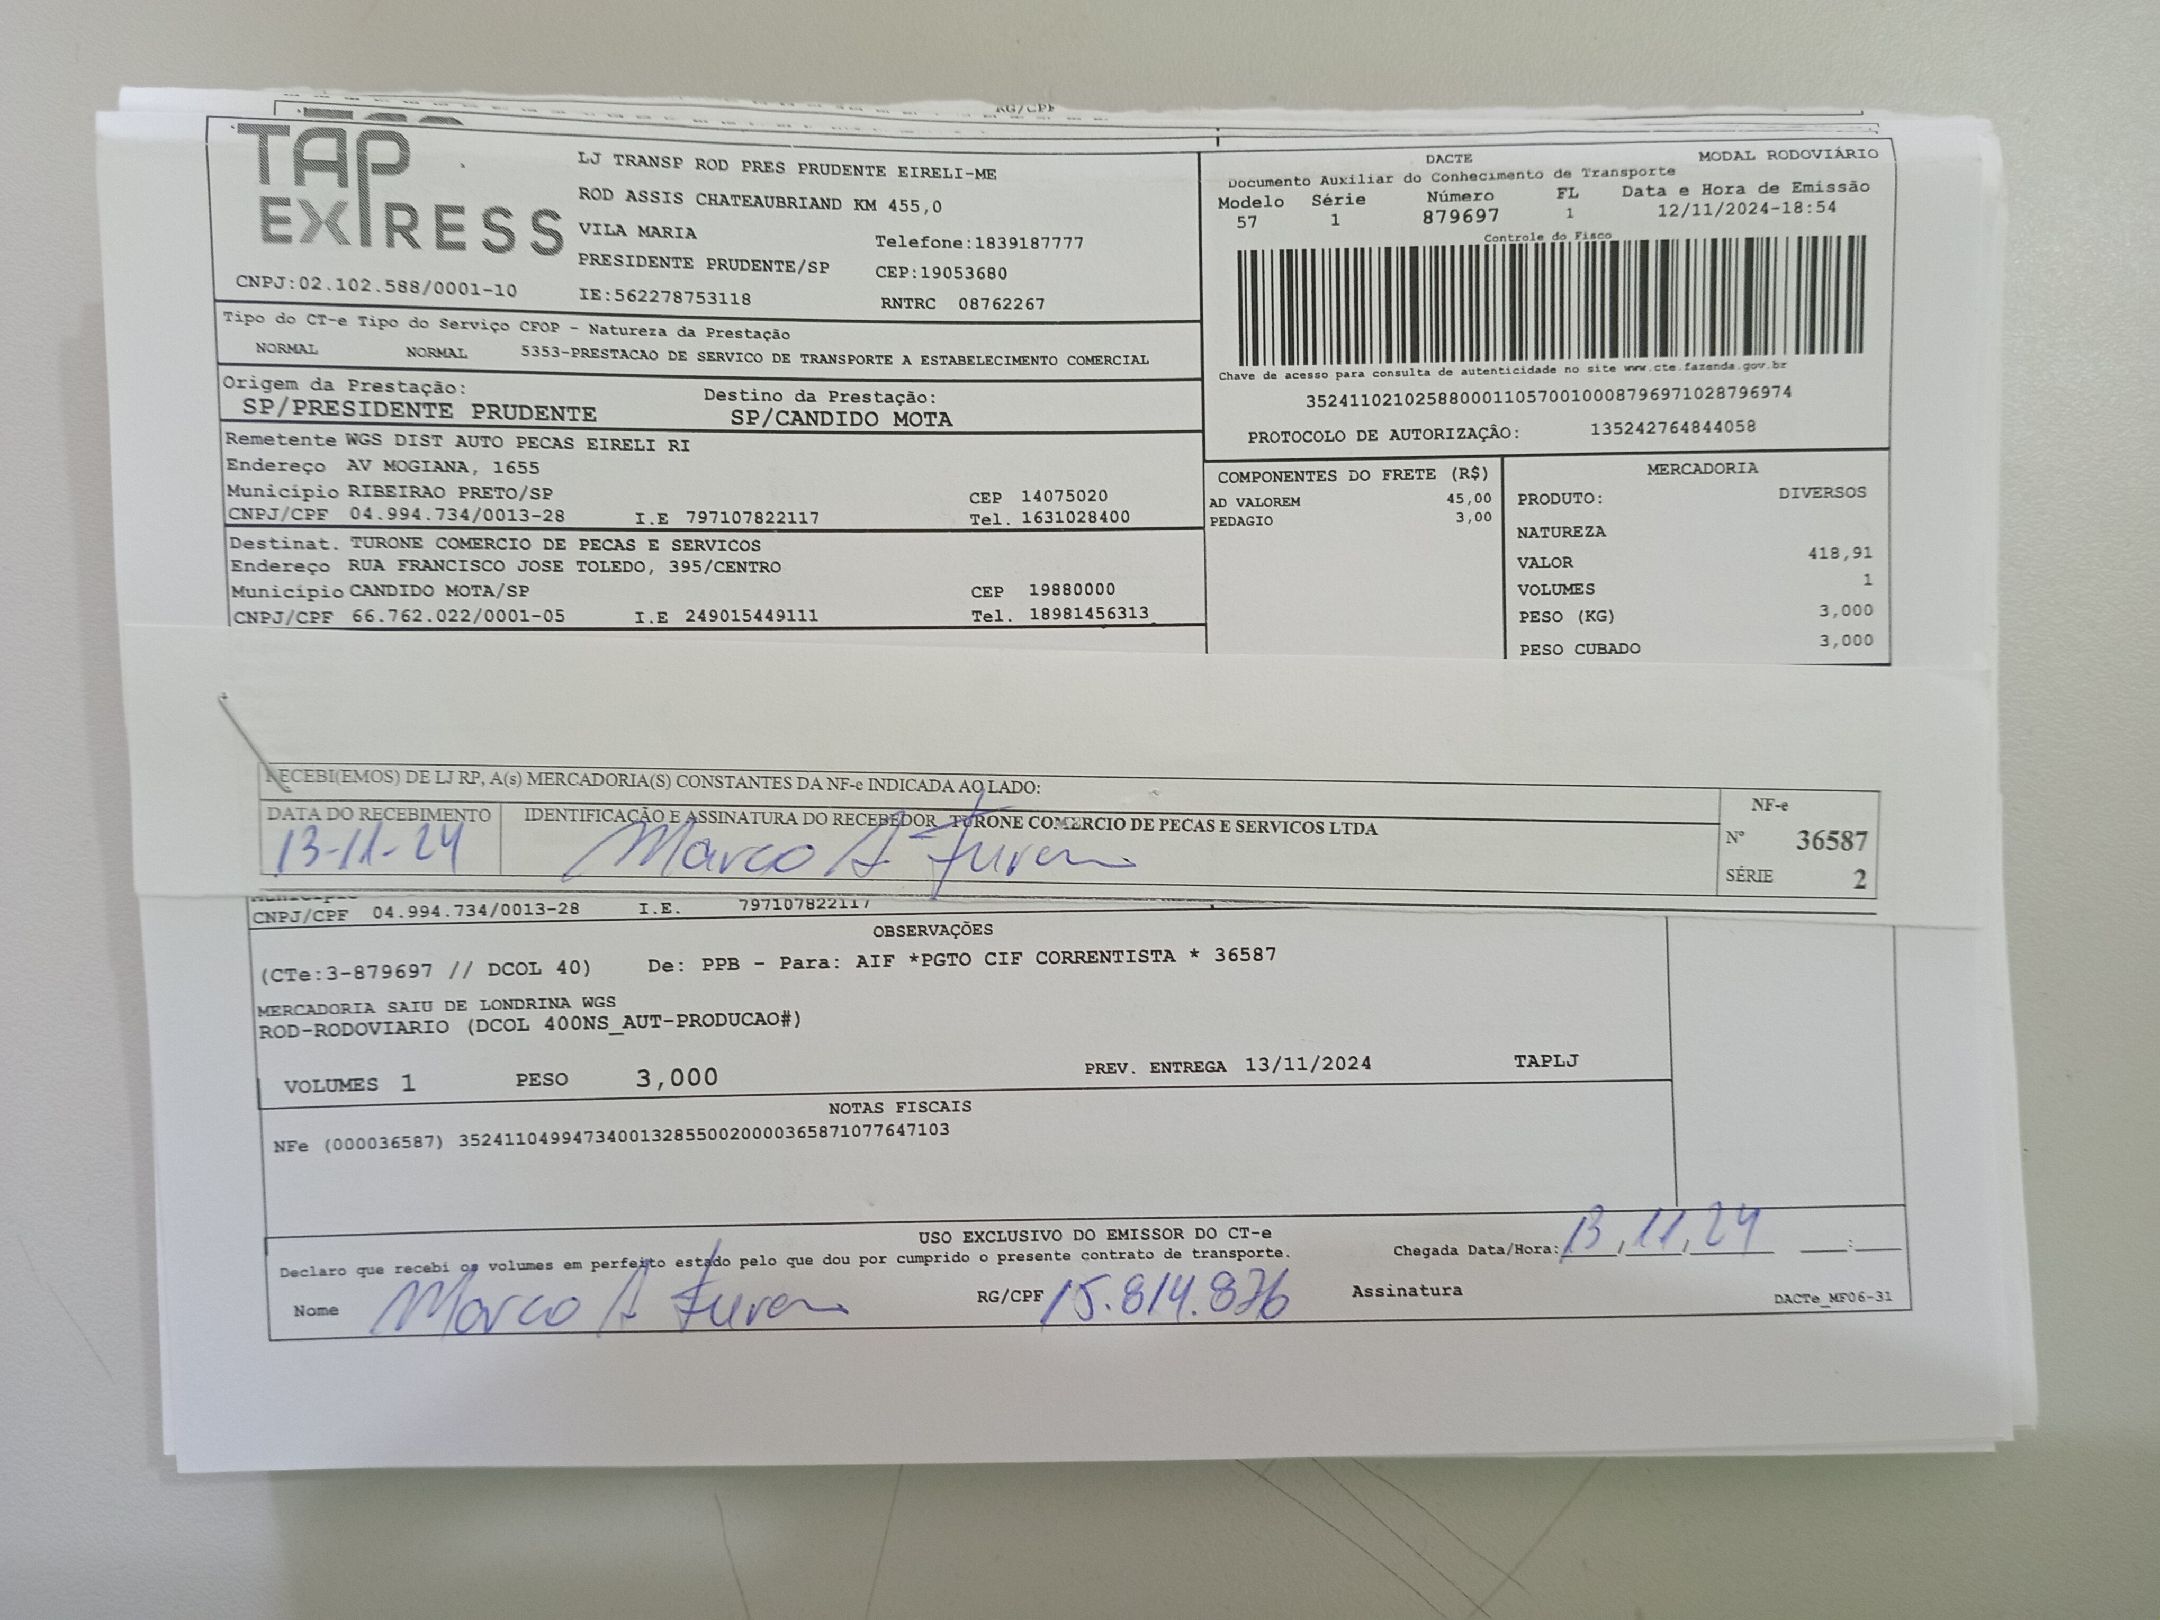 RG/CPF
TAP
EXPRESS
LJ TRANSP ROD PRES PRUDENTE EIRELI-ME
ROD ASSIS CHATEAUBRIAND KM 455,0
VILA MARIA
Telefone:1839187777
PRESIDENTE PRUDENTE/SP CEP:19053680
CNPJ:02.102.588/0001-10 IE:562278753118 RNTRC 08762267
DACTE MODAL RODOVIÁRIO
Documento Auxiliar do Conhecimento de Transporte
Modelo Série Número FL Data e Hora de Emissão
57 1 879697 1 12/11/2024-18:54
Controle do Fisco
Chave de acesso para consulta de autenticidade no site www.cte.fazenda.gov.br
35241102102588000110570010008796971028796974
PROTOCOLO DE AUTORIZAÇÃO: 135242764844058
Tipo do CT-e Tipo do Serviço CFOP - Natureza da Prestação
NORMAL NORMAL 5353-PRESTACAO DE SERVICO DE TRANSPORTE A ESTABELECIMENTO COMERCIAL
Origem da Prestação: Destino da Prestação:
SP/PRESIDENTE PRUDENTE SP/CANDIDO MOTA
Remetente WGS DIST AUTO PECAS EIRELI RI
Endereço AV MOGIANA, 1655
Município RIBEIRAO PRETO/SP CEP 14075020
CNPJ/CPF 04.994.734/0013-28 I.E 797107822117 Tel. 1631028400
Destinat. TURONE COMERCIO DE PECAS E SERVICOS
Endereço RUA FRANCISCO JOSE TOLEDO, 395/CENTRO
Município CANDIDO MOTA/SP CEP 19880000
CNPJ/CPF 66.762.022/0001-05 I.E 249015449111 Tel. 18981456313
COMPONENTES DO FRETE (R$)
AD VALOREM 45,00
PEDAGIO 3,00
MERCADORIA
PRODUTO: DIVERSOS
NATUREZA
VALOR 418,91
VOLUMES 1
PESO (KG) 3,000
PESO CUBADO 3,000
RECEBI(EMOS) DE LJ RP, A(s) MERCADORIA(S) CONSTANTES DA NF-e INDICADA AO LADO:
DATA DO RECEBIMENTO IDENTIFICAÇÃO E ASSINATURA DO RECEBEDOR TURONE COMERCIO DE PECAS E SERVICOS LTDA
13-11-24 Marco A
NF-e
Nº 36587
SÉRIE 2
CNPJ/CPF 04.994.734/0013-28 I.E. 797107822117
OBSERVAÇÕES
(CTe:3-879697 // DCOL 40) De: PPB - Para: AIF *PGTO CIF CORRENTISTA * 36587
MERCADORIA SAIU DE LONDRINA WGS
ROD-RODOVIARIO (DCOL 400NS_AUT-PRODUCAO#)
VOLUMES 1 PESO 3,000 PREV. ENTREGA 13/11/2024 TAPLJ
NOTAS FISCAIS
NFe (000036587) 35241104994734001328550020000365871077647103
USO EXCLUSIVO DO EMISSOR DO CT-e
Declaro que recebi os volumes em perfeito estado pelo que dou por cumprido o presente contrato de transporte. Chegada Data/Hora: 13,11,24 :
Nome Marco A RG/CPF 15.814.876 Assinatura
DACTe_MF06-31